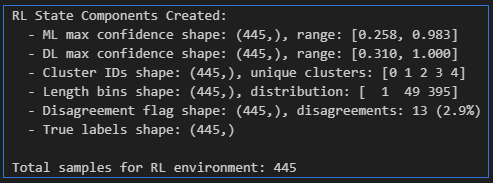 RL State Components Created:
- ML max confidence shape: (445,), range: [0.258, 0.983]
- DL max confidence shape: (445,), range: [0.310, 1.000]
- Cluster IDs shape: (445,), unique clusters: [0 1 2 3 4]
- Length bins shape: (445,), distribution: [  1  49 395]
- Disagreement flag shape: (445,), disagreements: 13 (2.9%)
- True labels shape: (445,)
Total samples for RL environment: 445